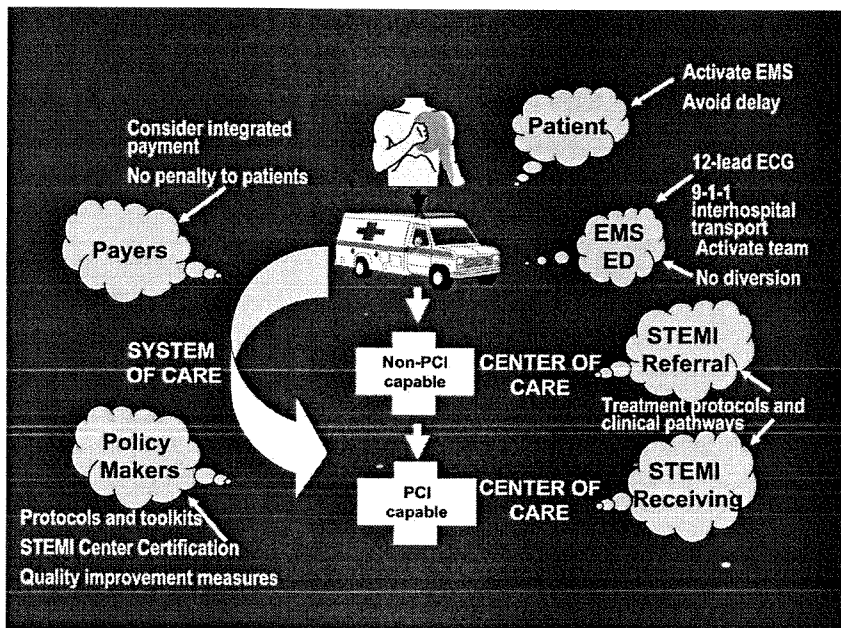 Activate EMS
Avoid delay
Patient
Consider integrated
payment
No penalty to patients
Payers
12-lead ECG
9-1-1
Interhospital
transport
Activate team
No diversion
EMS
ED
SYSTEM
OF CARE
Non-PCI
capable
CENTER OF
CARE
STEMI
Referral
Treatment protocols and
clinical pathways
Policy
Makers
PCI
capable
CENTER OF
CARE
STEMI
Receiving
Protocols and toolkits
STEMI Center Certification
Quality improvement measures